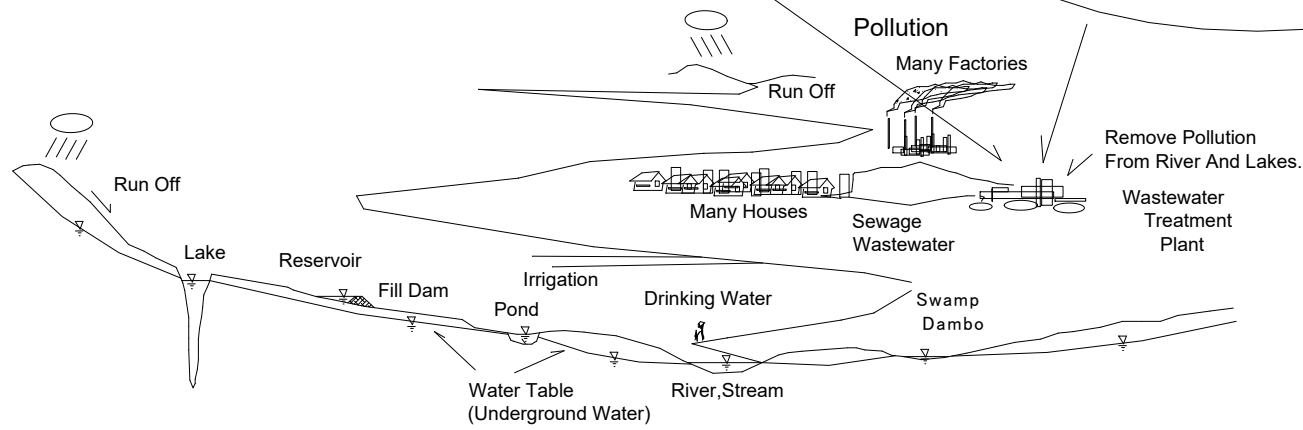 Pollution
Many Factories
Run Off
Remove Pollution
From River And Lakes.
Run Off
Many Houses
Wastewater
Treatment
Plant
Sewage
Wastewater
Lake
Reservoir
Irrigation
Fill Dam
Drinking Water
Pond
Swamp
Dambo
Water Table
(Underground Water)
River,Stream